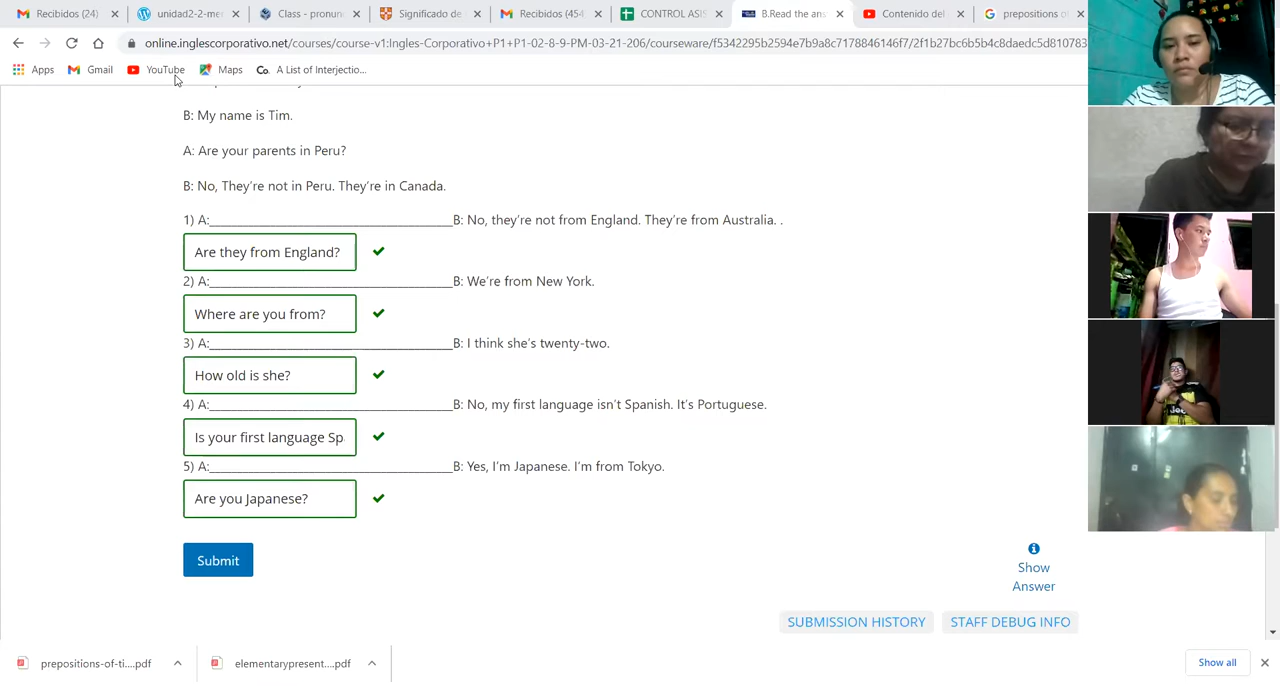 Recibidos (24)
unidad2-2-me
Class - pronun
Significado de
Recibidos (454
CONTROL ASIS
B.Read the ans
Contenido del
prepositions o
online.inglescorporativo.net/courses/course-v1:Ingles-Corporativo+P1+P1-02-8-9-PM-03-21-206/courseware/f5342295b2594e7b9a8c7178846146f7/2f1b27bc6b5b4c8daedc5d810783
Apps Gmail YouTube Maps Co. A List of Interjectio...
B: My name is Tim.
A: Are your parents in Peru?
B: No, They're not in Peru. They're in Canada.
1) A:______________________________B: No, they're not from England. They're from Australia. .
Are they from England?
2) A:______________________________B: We're from New York.
Where are you from?
3) A:______________________________B: I think she's twenty-two.
How old is she?
4) A:______________________________B: No, my first language isn't Spanish. It's Portuguese.
Is your first language Sp
5) A:______________________________B: Yes, I'm Japanese. I'm from Tokyo.
Are you Japanese?
Submit
Show
Answer
SUBMISSION HISTORY STAFF DEBUG INFO
prepositions-of-ti....pdf elementarypresent....pdf Show all